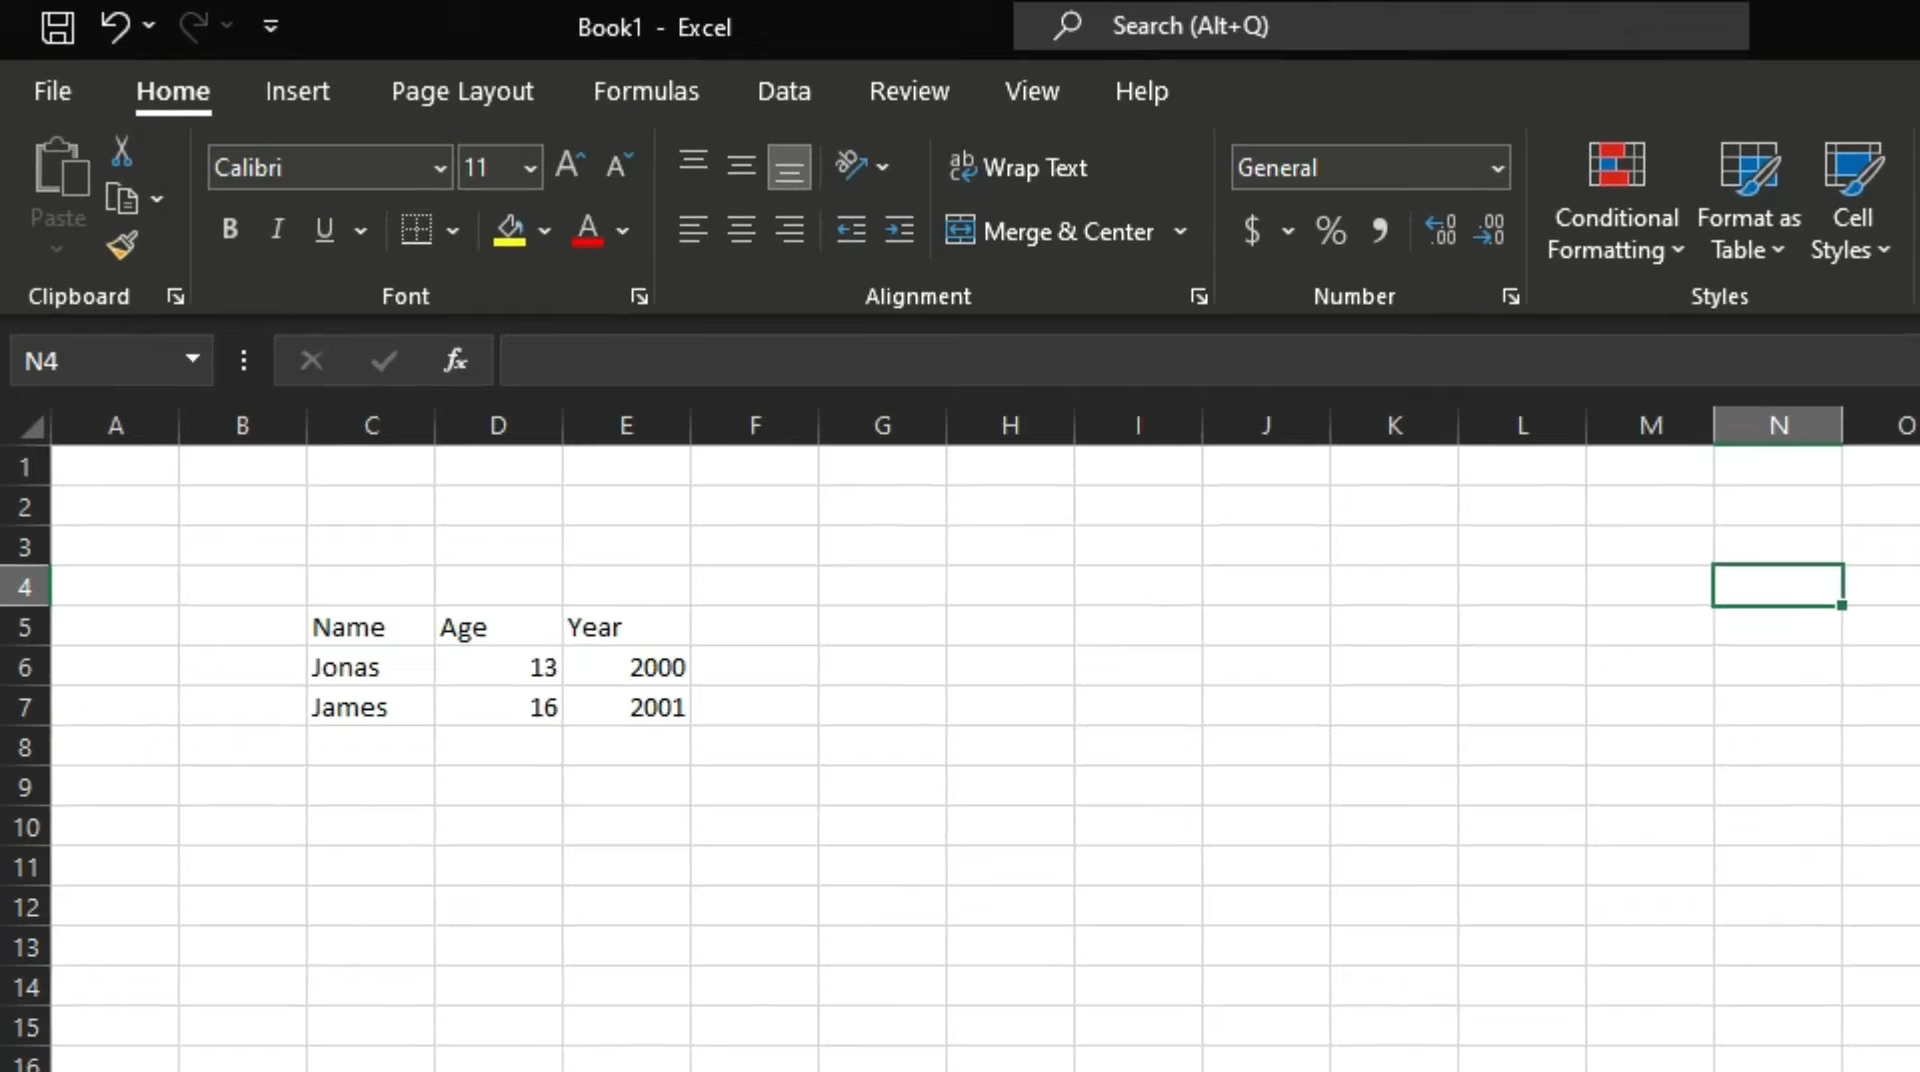 Book1 - Excel
Search (Alt+Q)
File Home Insert Page Layout Formulas Data Review View Help
Paste
Calibri 11
Wrap Text
General
B I U
Merge & Center
$ % ,
Conditional Formatting
Format as Table
Cell Styles
Clipboard Font Alignment Number Styles
N4 fx
A B C D E F G H I J K L M N O
1
2
3
4
5 Name Age Year
6 Jonas 13 2000
7 James 16 2001
8
9
10
11
12
13
14
15
16